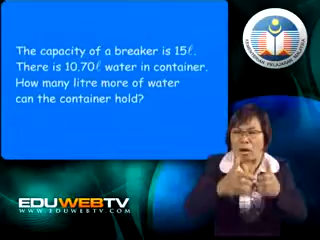 The capacity of a breaker is 15ℓ.
There is 10.70ℓ water in container.
How many litre more of water
can the container hold?
EDUWEBTV
WWW.EDUWEBTV.COM